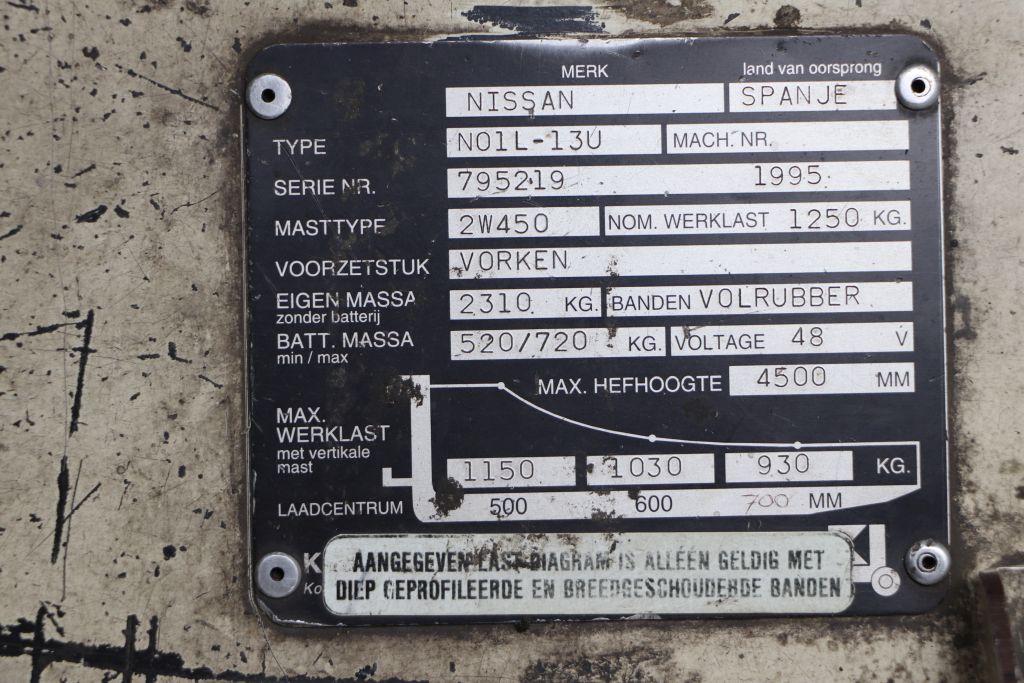 MERK land van oorsprong
NISSAN SPANJE
TYPE N01L-13U MACH. NR.
SERIE NR. 795219 1995
MASTTYPE 2W450 NOM. WERKLAST 1250 KG.
VOORZETSTUK VORKEN
EIGEN MASSA 2310 KG. BANDEN VOLRUBBER
zonder batterij
BATT. MASSA 520/720 KG. VOLTAGE 48 V
min / max
MAX. HEFHOOGTE 4500 MM
MAX.
WERKLAST
met vertikale
mast
1150 1030 930 KG.
LAADCENTRUM 500 600 700 MM
AANGEGEVEN LAST-DIAGRAM IS ALLÉÉN GELDIG MET
DIEP GEPROFILEERDE EN BREEDGESCHOUDERDE BANDEN